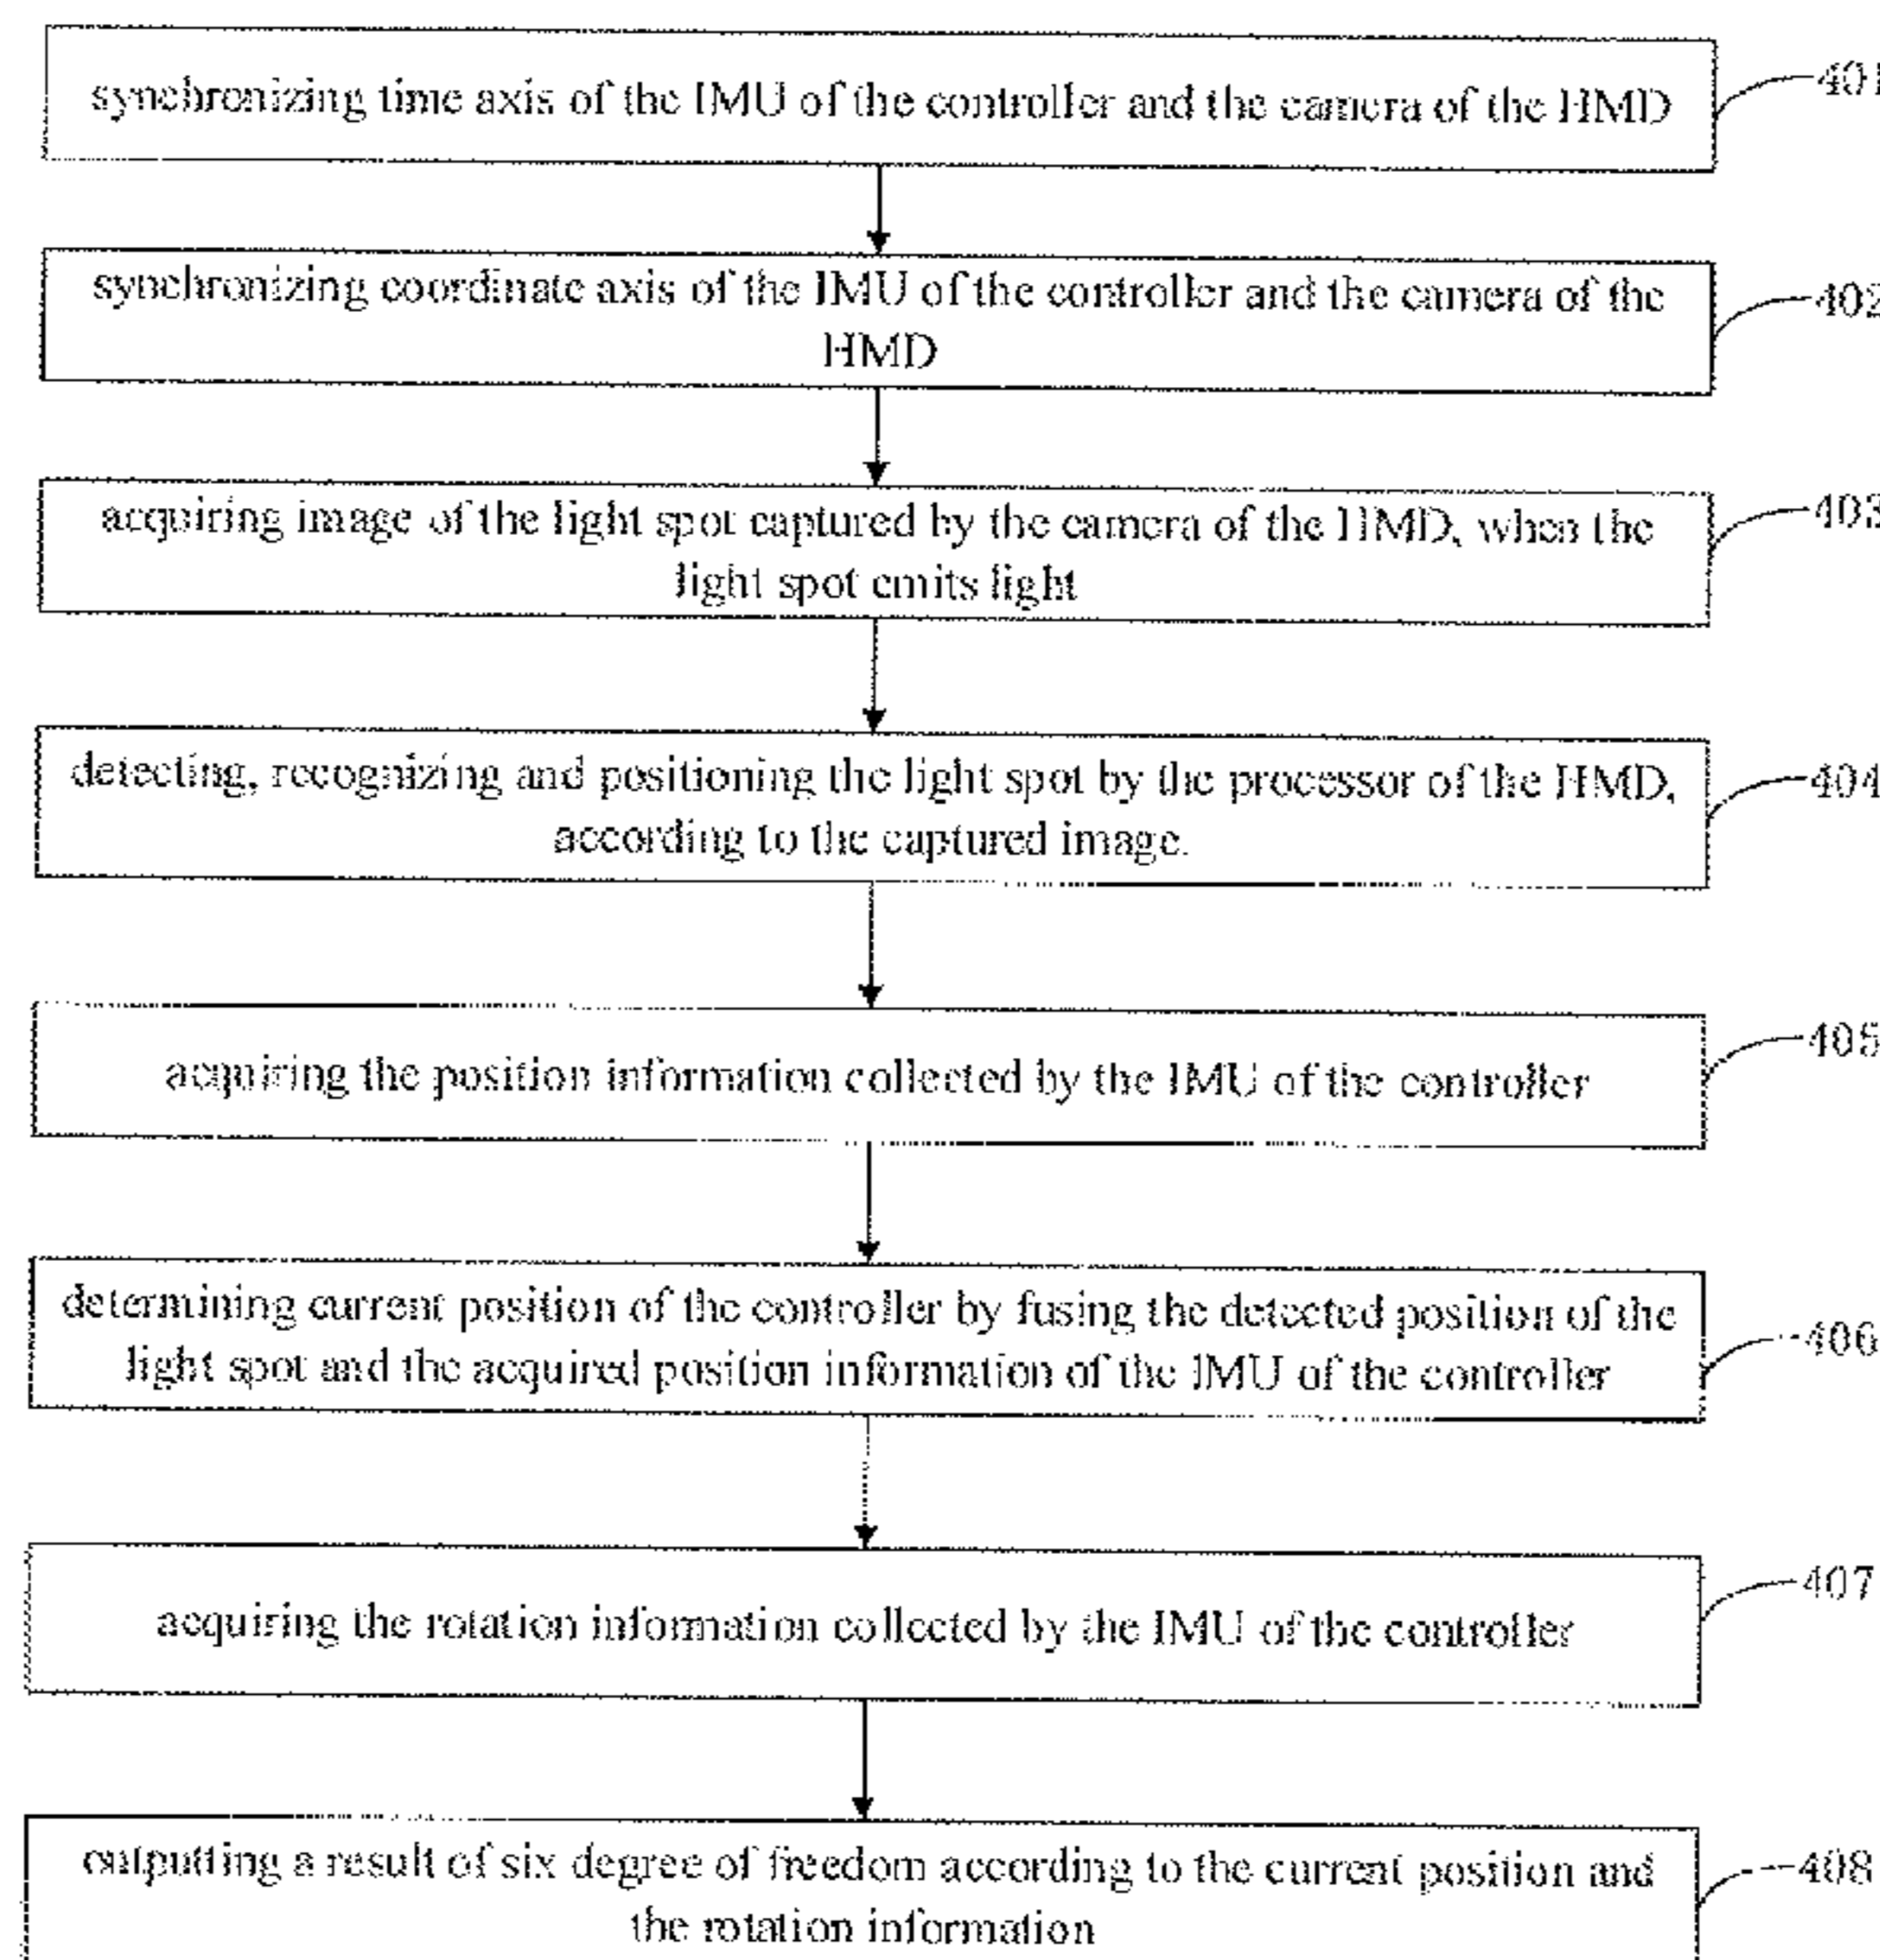 synchronizing time axis of the IMU of the controller and the camera of the HMD
401
synchronizing coordinate axis of the IMU of the controller and the camera of the
HMD
402
acquiring image of the light spot captured by the camera of the HMD, when the
light spot emits light
403
detecting, recognizing and positioning the light spot by the processor of the HMD,
according to the captured image.
404
acquiring the position information collected by the IMU of the controller
405
determining current position of the controller by fusing the detected position of the
light spot and the acquired position information of the IMU of the controller
406
acquiring the rotation information collected by the IMU of the controller
407
outputting a result of six degree of freedom according to the current position and
the rotation information
408